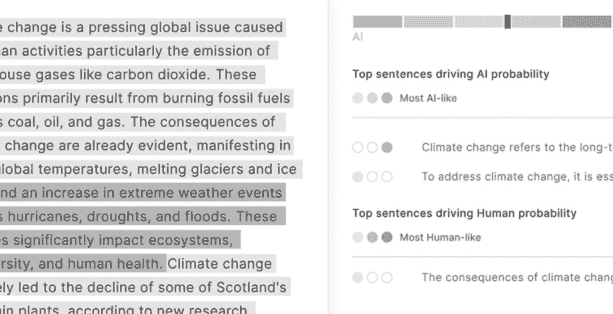 e change is a pressing global issue caused
an activities particularly the emission of
ouse gases like carbon dioxide. These
ons primarily result from burning fossil fuels
s coal, oil, and gas. The consequences of
change are already evident, manifesting in
global temperatures, melting glaciers and ice
nd an increase in extreme weather events
s hurricanes, droughts, and floods. These
es significantly impact ecosystems,
rsity, and human health. Climate change
ely led to the decline of some of Scotland's
in plants, according to new research.
AI
Top sentences driving AI probability
Most AI-like
Climate change refers to the long-t
To address climate change, it is ess
Top sentences driving Human probability
Most Human-like
The consequences of climate chang